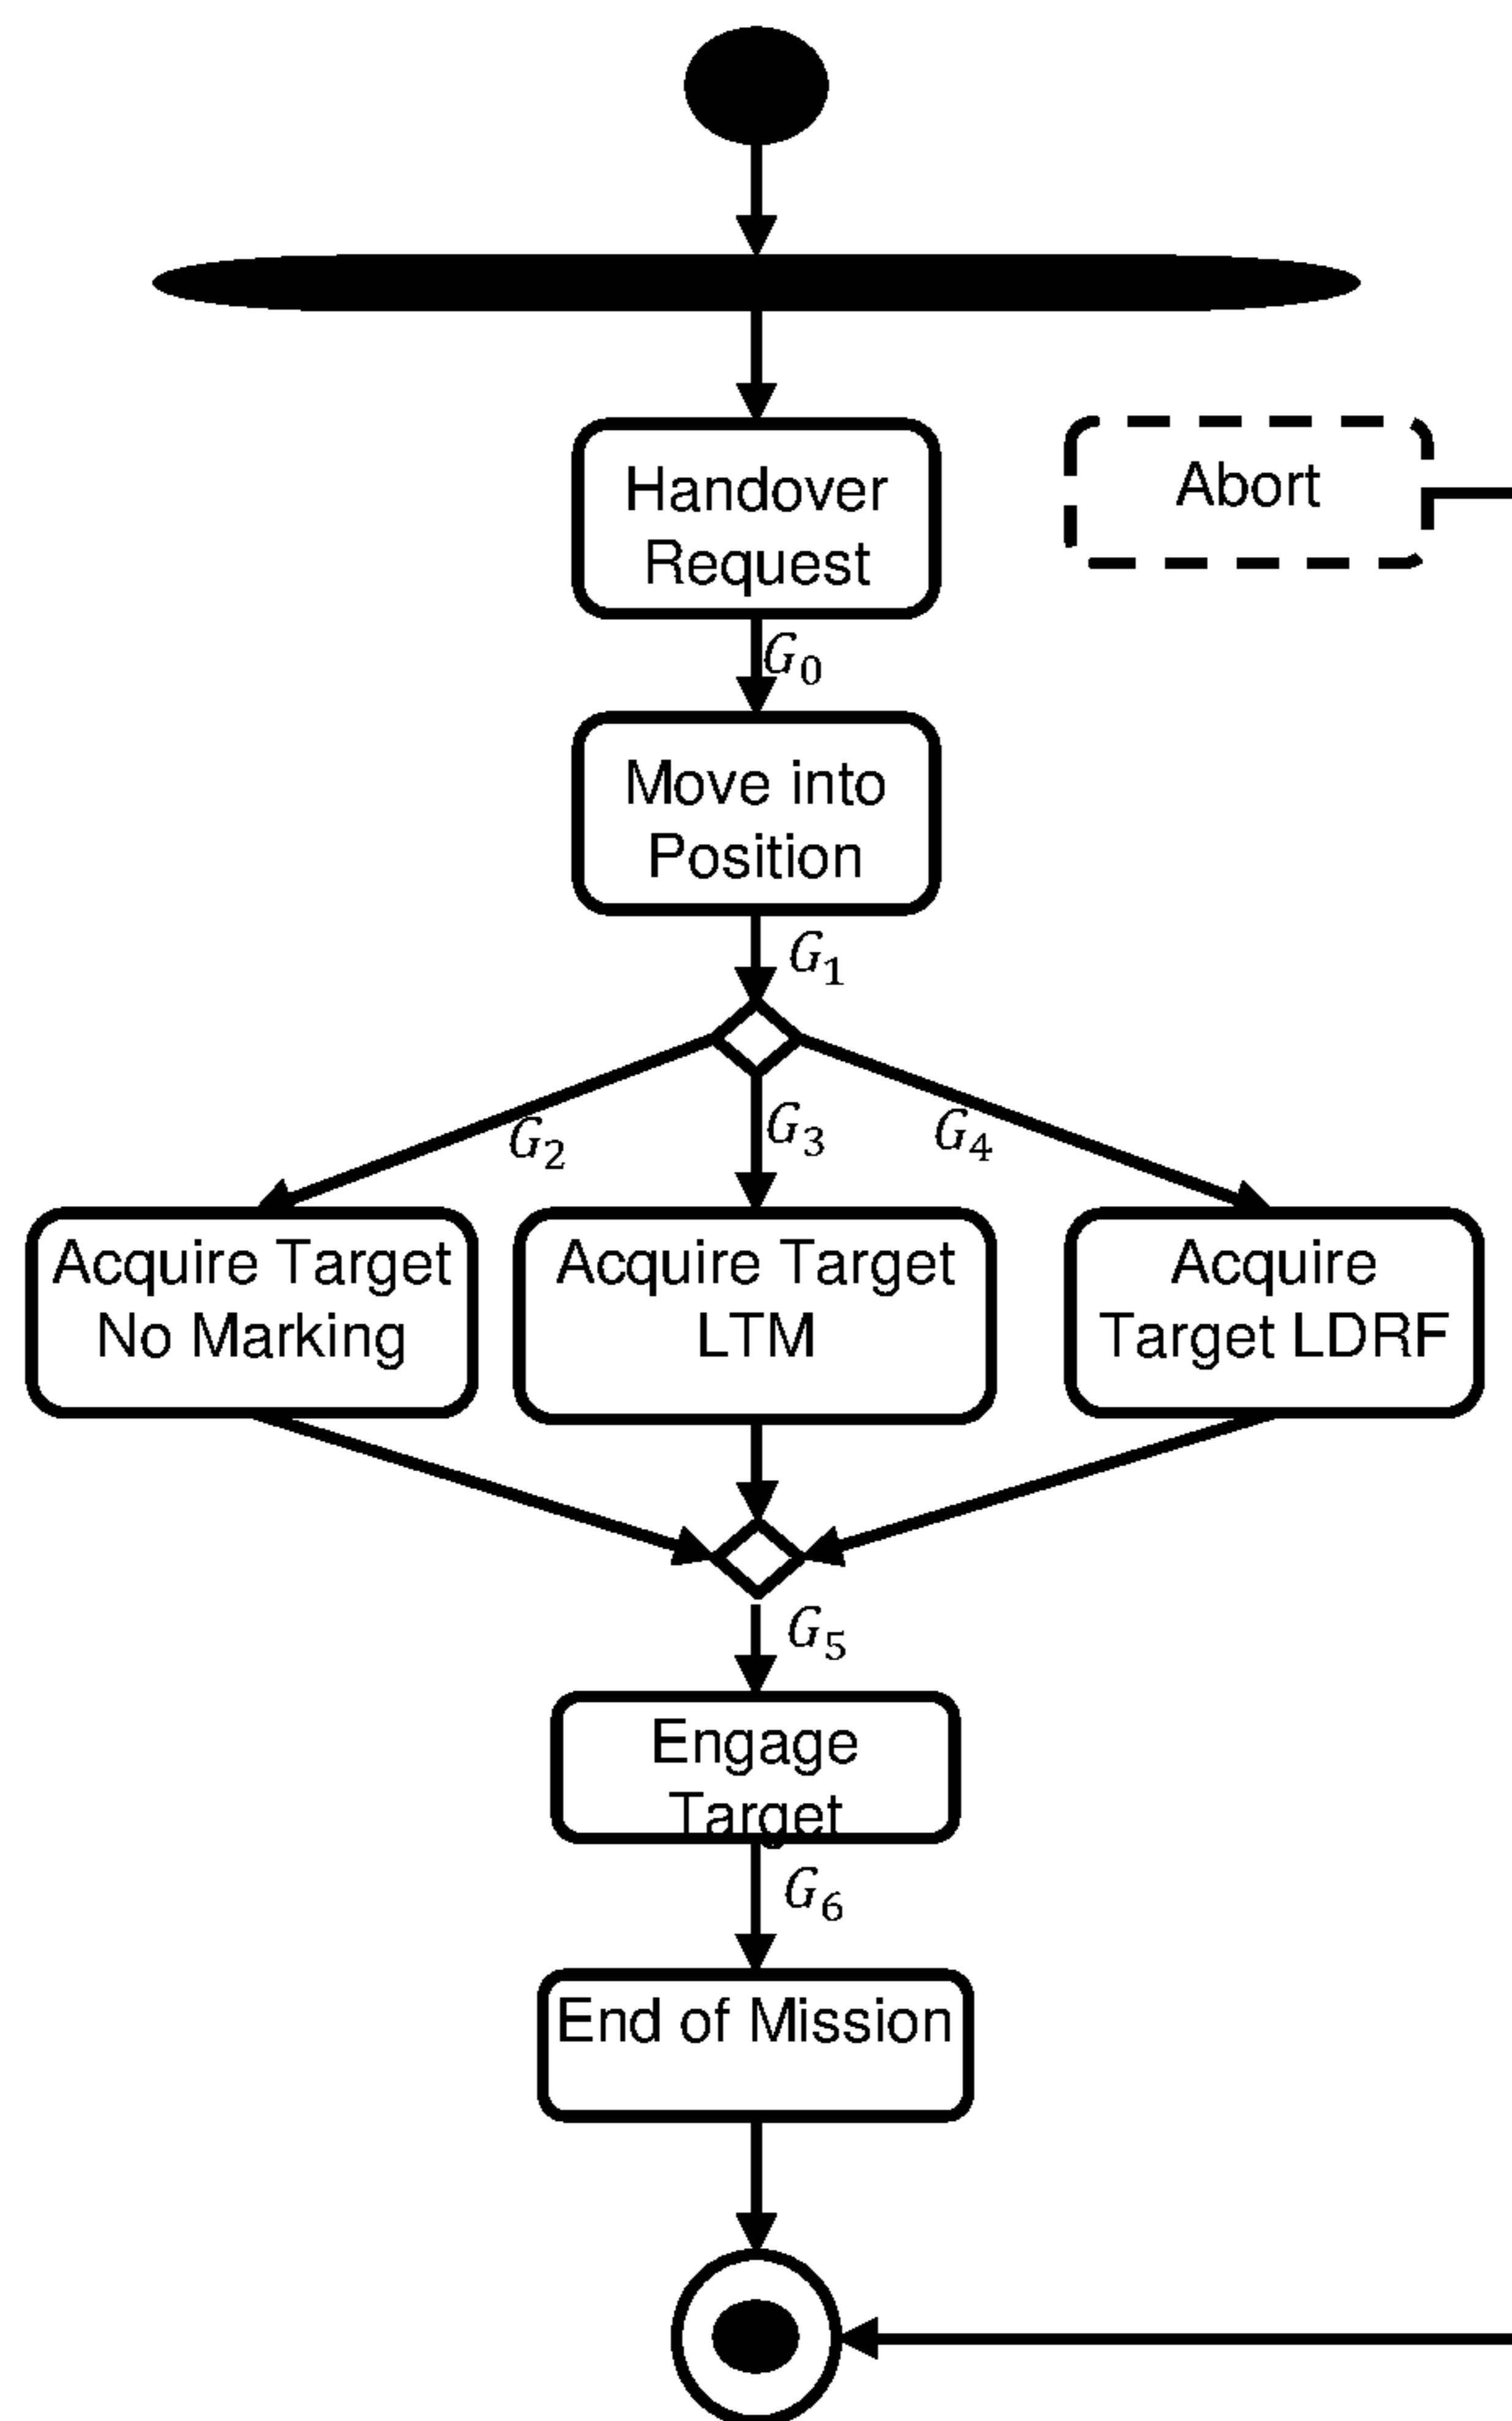 Handover
Request
Abort
G0
Move into
Position
G1
G2
G3
G4
Acquire Target
No Marking
Acquire Target
LTM
Acquire
Target LDRF
G5
Engage
Target
G6
End of Mission